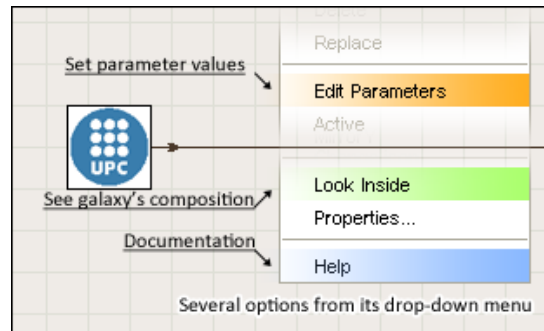 Delete
Replace
Set parameter values
Edit Parameters
Active
UPC
Look Inside
See galaxy's composition
Properties...
Documentation
Help
Several options from its drop-down menu